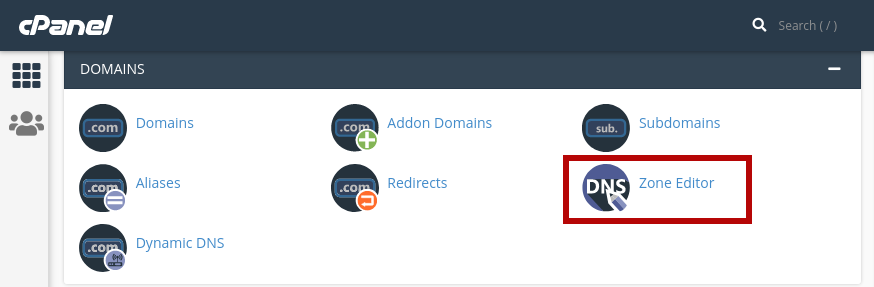 cPanel
Search ( / )
DOMAINS
.com Domains
.com Addon Domains
sub. Subdomains
.com Aliases
.com Redirects
DNS Zone Editor
.com Dynamic DNS